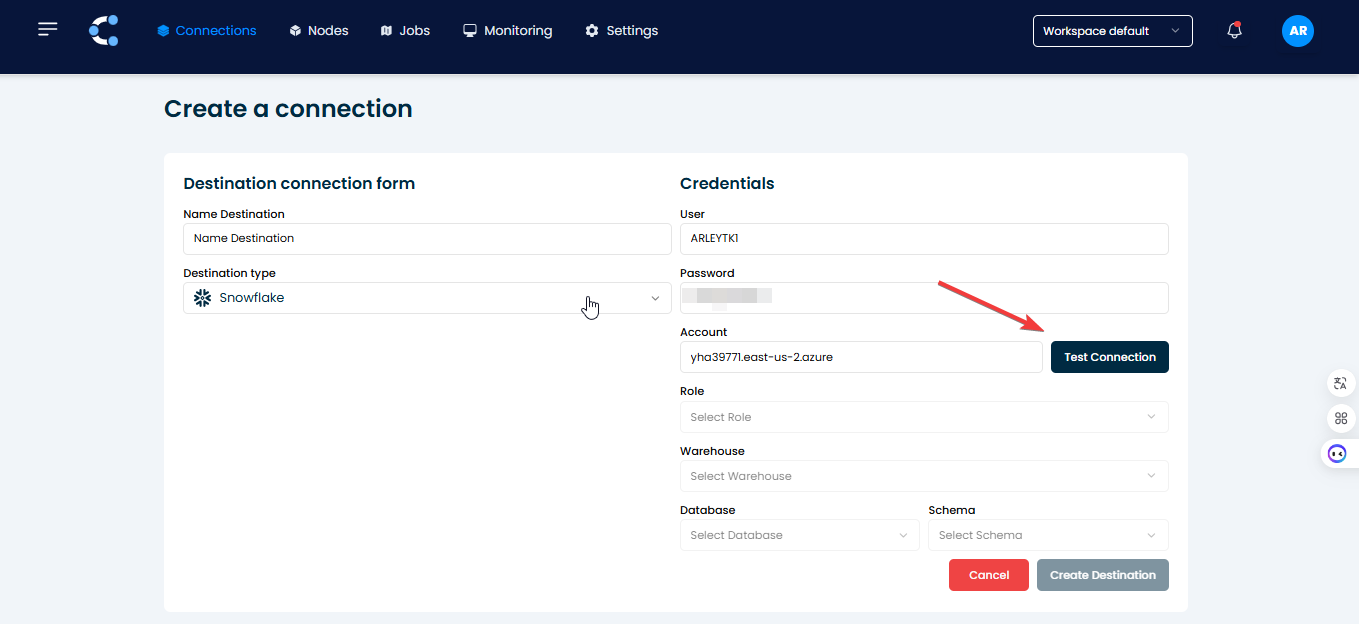 Connections Nodes Jobs Monitoring Settings Workspace default AR
Create a connection
Destination connection form
Name Destination
Name Destination
Destination type
Snowflake
Credentials
User
ARLEYTK1
Password
Account
yha39771.east-us-2.azure
Test Connection
Role
Select Role
Warehouse
Select Warehouse
Database
Select Database
Schema
Select Schema
Cancel
Create Destination